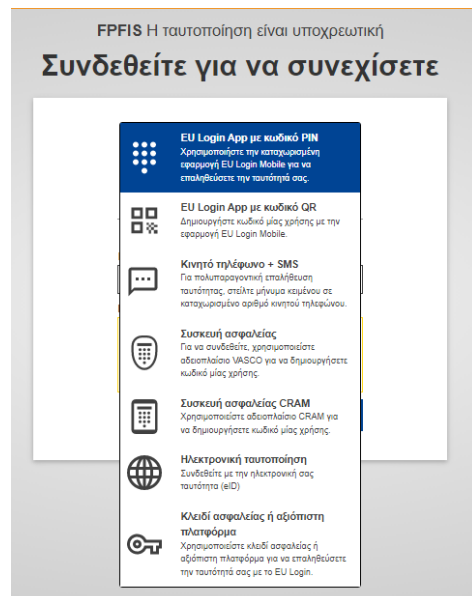 FPFIS Η ταυτοποίηση είναι υποχρεωτική
Συνδεθείτε για να συνεχίσετε
EU Login App με κωδικό PIN
Χρησιμοποιήστε την καταχωρισμένη
εφαρμογή EU Login Mobile για να
επαληθεύσετε την ταυτότητά σας.
EU Login App με κωδικό QR
Δημιουργήστε κωδικό μίας χρήσης με την
εφαρμογή EU Login Mobile.
Κινητό τηλέφωνο + SMS
Για πολυπαραγοντική επαλήθευση
ταυτότητας, στείλτε μήνυμα κειμένου σε
καταχωρισμένο αριθμό κινητού τηλεφώνου.
Συσκευή ασφαλείας
Για να συνδεθείτε, χρησιμοποιείστε
αδειοπλαίσιο VASCO για να δημιουργήσετε
κωδικό μίας χρήσης.
Συσκευή ασφαλείας CRAM
Χρησιμοποιείστε αδειοπλαίσιο CRAM για
να δημιουργήσετε κωδικό μίας χρήσης.
Ηλεκτρονική ταυτοποίηση
Συνδεθείτε με την ηλεκτρονική σας
ταυτότητα (eID)
Κλειδί ασφαλείας ή αξιόπιστη
πλατφόρμα
Χρησιμοποιείστε κλειδί ασφαλείας ή
αξιόπιστη πλατφόρμα για να επαληθεύσετε
την ταυτότητά σας με το EU Login.